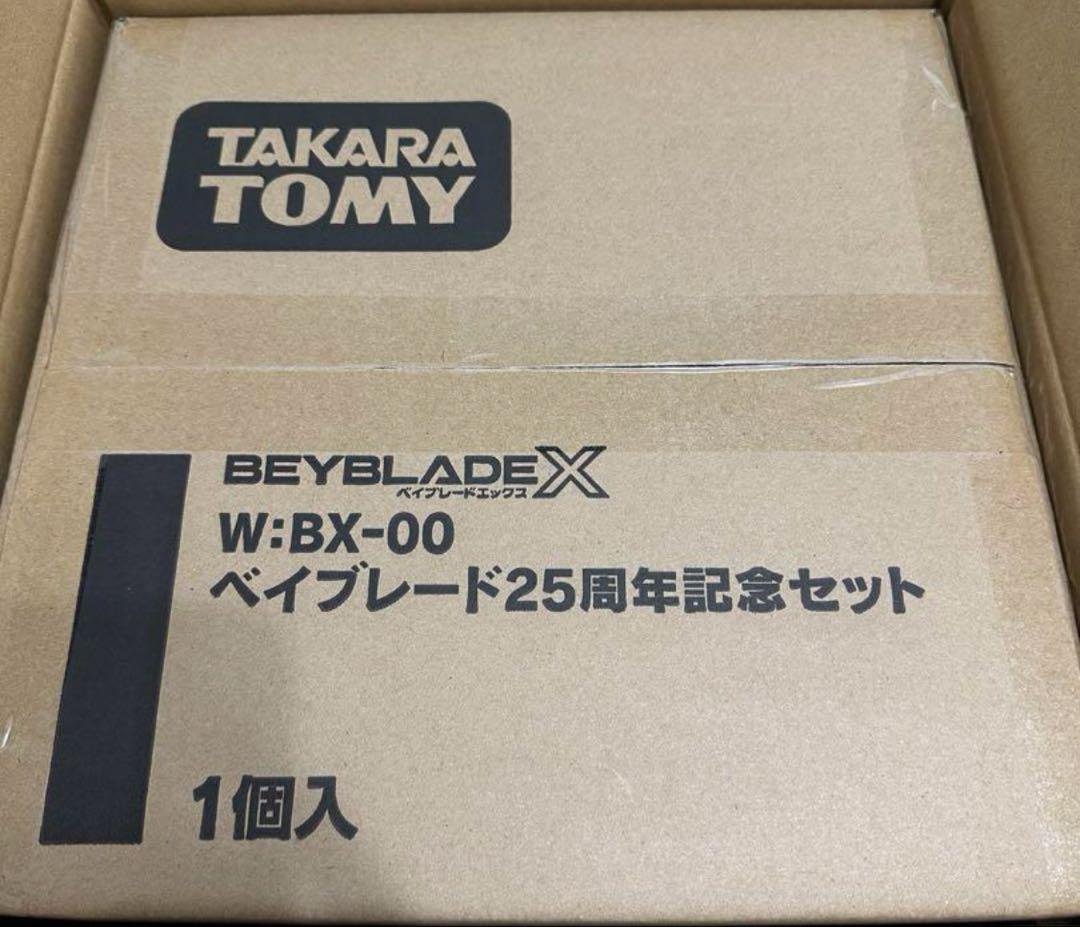 TAKARA
TOMY
BEYBLADE X
ベイブレードエックス
W:BX-00
ベイブレード25周年記念セット
1個入